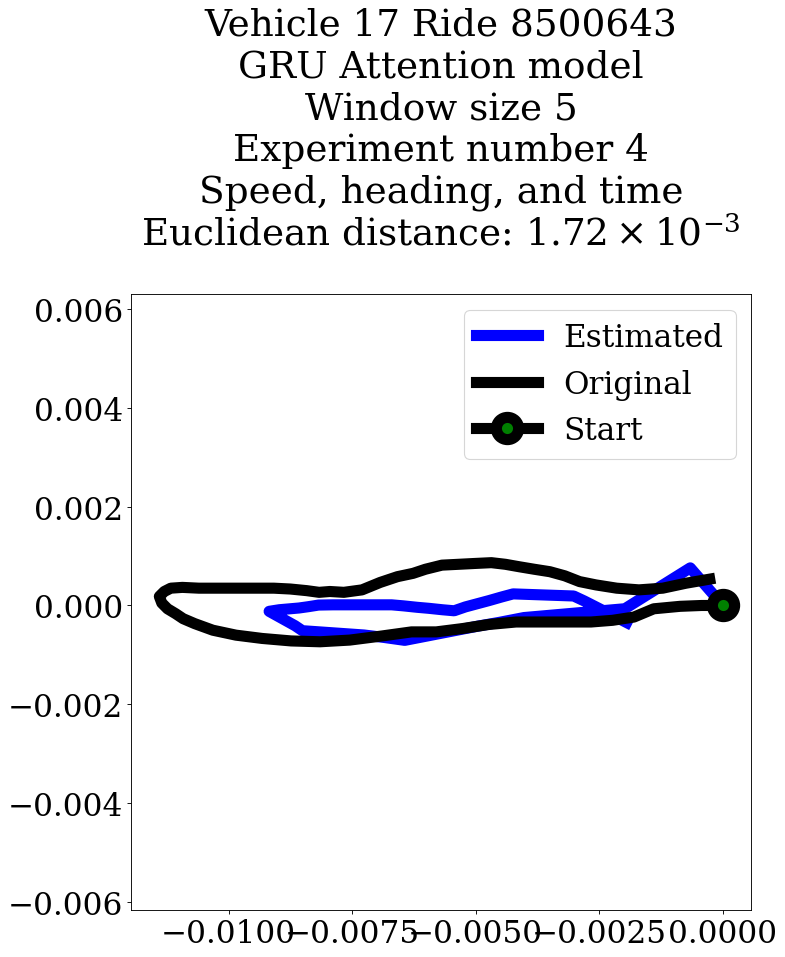 Vehicle 17 Ride 8500643
GRU Attention model
Window size 5
Experiment number 4
Speed, heading, and time
Euclidean distance: 1.72 × 10⁻³
Estimated
Original
Start
0.006
0.004
0.002
0.000
−0.002
−0.004
−0.006
−0.0100 −0.0075 −0.0050 −0.0025 0.0000